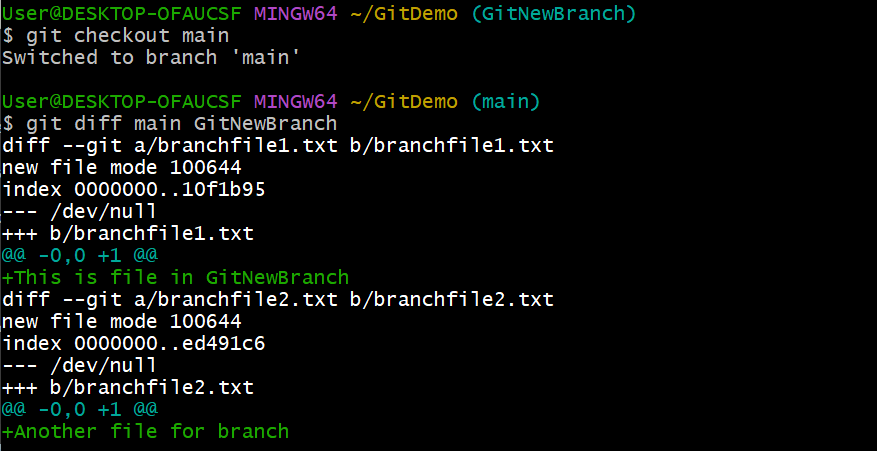 User@DESKTOP-OFAUCSF MINGW64 ~/GitDemo (GitNewBranch)
$ git checkout main
Switched to branch 'main'
User@DESKTOP-OFAUCSF MINGW64 ~/GitDemo (main)
$ git diff main GitNewBranch
diff --git a/branchfile1.txt b/branchfile1.txt
new file mode 100644
index 0000000..10f1b95
--- /dev/null
+++ b/branchfile1.txt
@@ -0,0 +1 @@
+This is file in GitNewBranch
diff --git a/branchfile2.txt b/branchfile2.txt
new file mode 100644
index 0000000..ed491c6
--- /dev/null
+++ b/branchfile2.txt
@@ -0,0 +1 @@
+Another file for branch